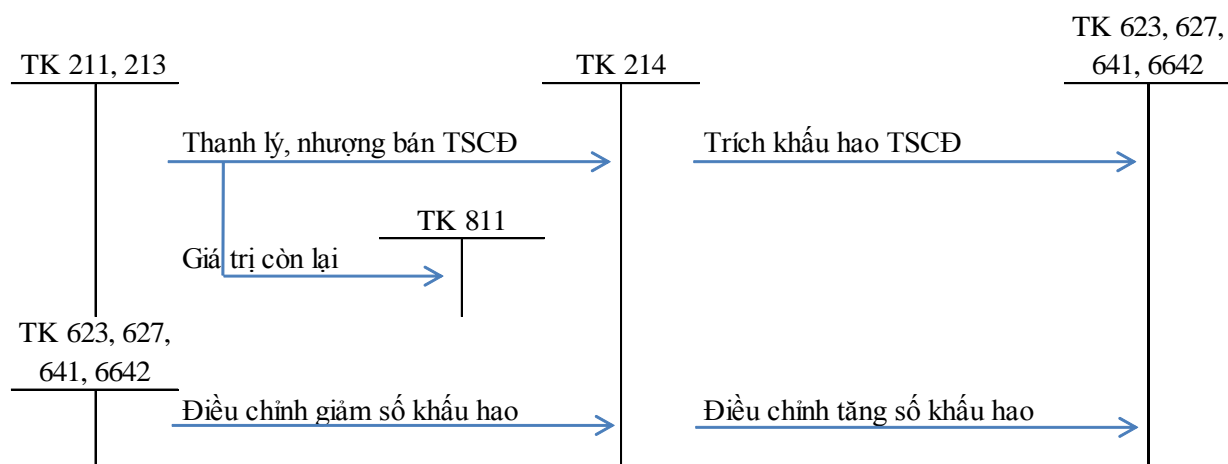 TK 623, 627,
641, 6642
TK 211, 213
TK 214
Thanh lý, nhượng bán TSCĐ
Trích khấu hao TSCĐ
TK 811
Giá trị còn lại
TK 623, 627,
641, 6642
Điều chỉnh giảm số khấu hao
Điều chỉnh tăng số khấu hao